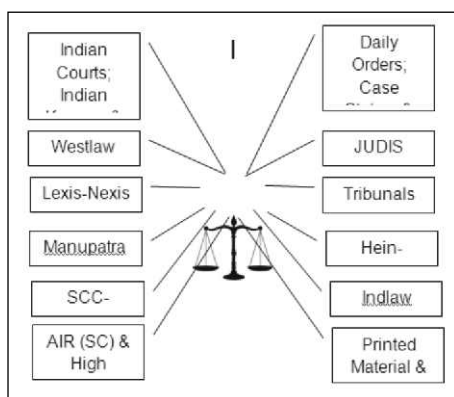 Indian
Courts;
Indian
Westlaw
Lexis-Nexis
Manupatra
SCC-
AIR (SC) &
High
I
Daily
Orders;
Case
JUDIS
Tribunals
Hein-
Indlaw
Printed
Material &